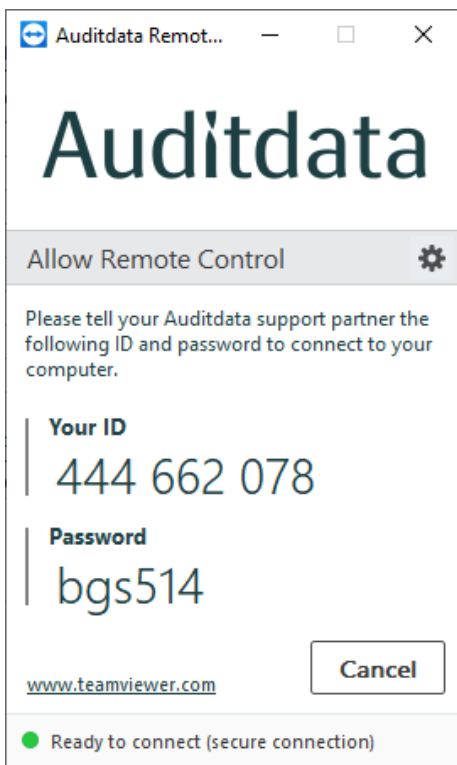 Auditdata Remot...
Auditdata
Allow Remote Control
Please tell your Auditdata support partner the
following ID and password to connect to your
computer.
Your ID
444 662 078
Password
bgs514
www.teamviewer.com
Cancel
Ready to connect (secure connection)